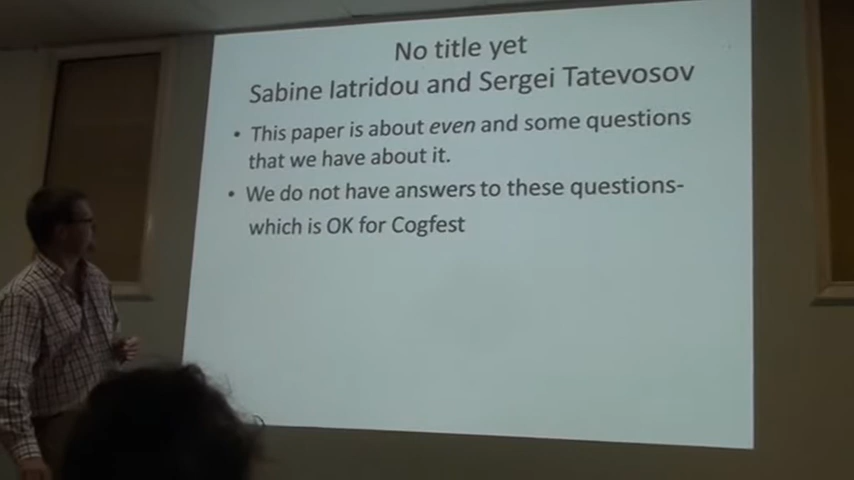 No title yet
Sabine Iatridou and Sergei Tatevosov
• This paper is about even and some questions
that we have about it.
• We do not have answers to these questions-
which is OK for Cogfest